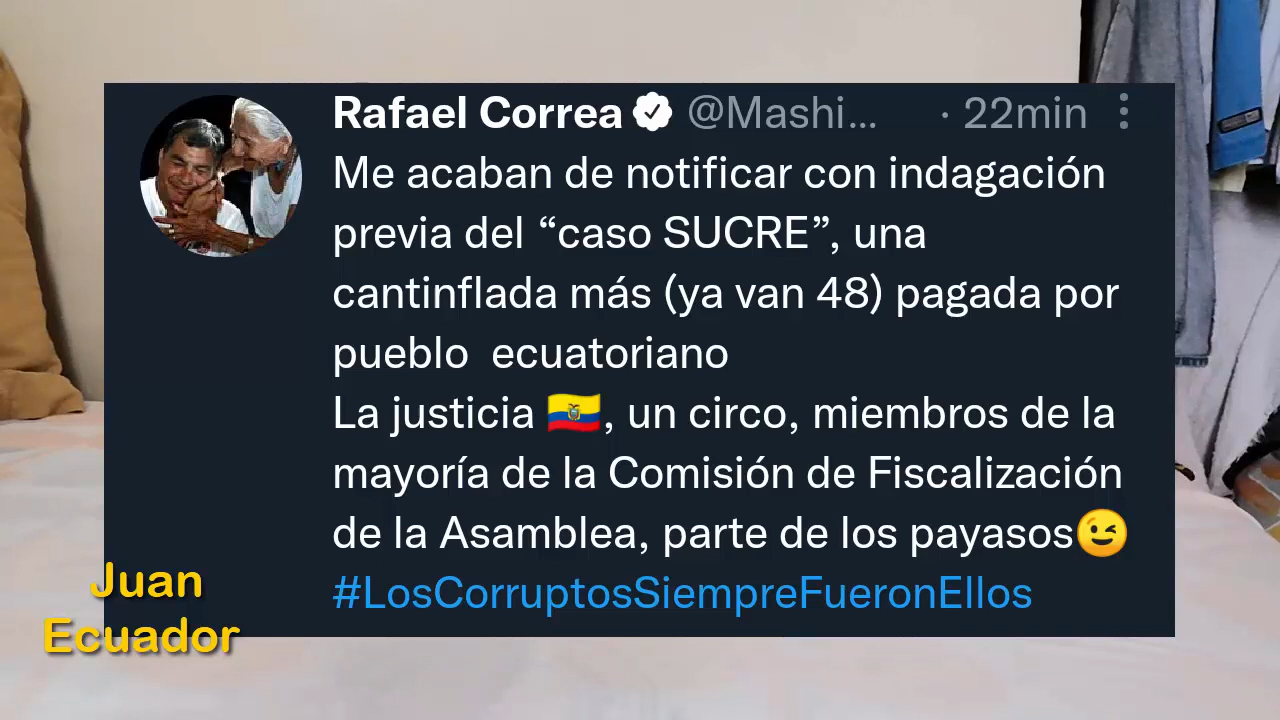 Rafael Correa @Mashi... · 22min
Me acaban de notificar con indagación
previa del “caso SUCRE”, una
cantinflada más (ya van 48) pagada por
pueblo  ecuatoriano
La justicia 🇪🇨, un circo, miembros de la
mayoría de la Comisión de Fiscalización
de la Asamblea, parte de los payasos😉
#LosCorruptosSiempreFueronEllos
Juan
Ecuador